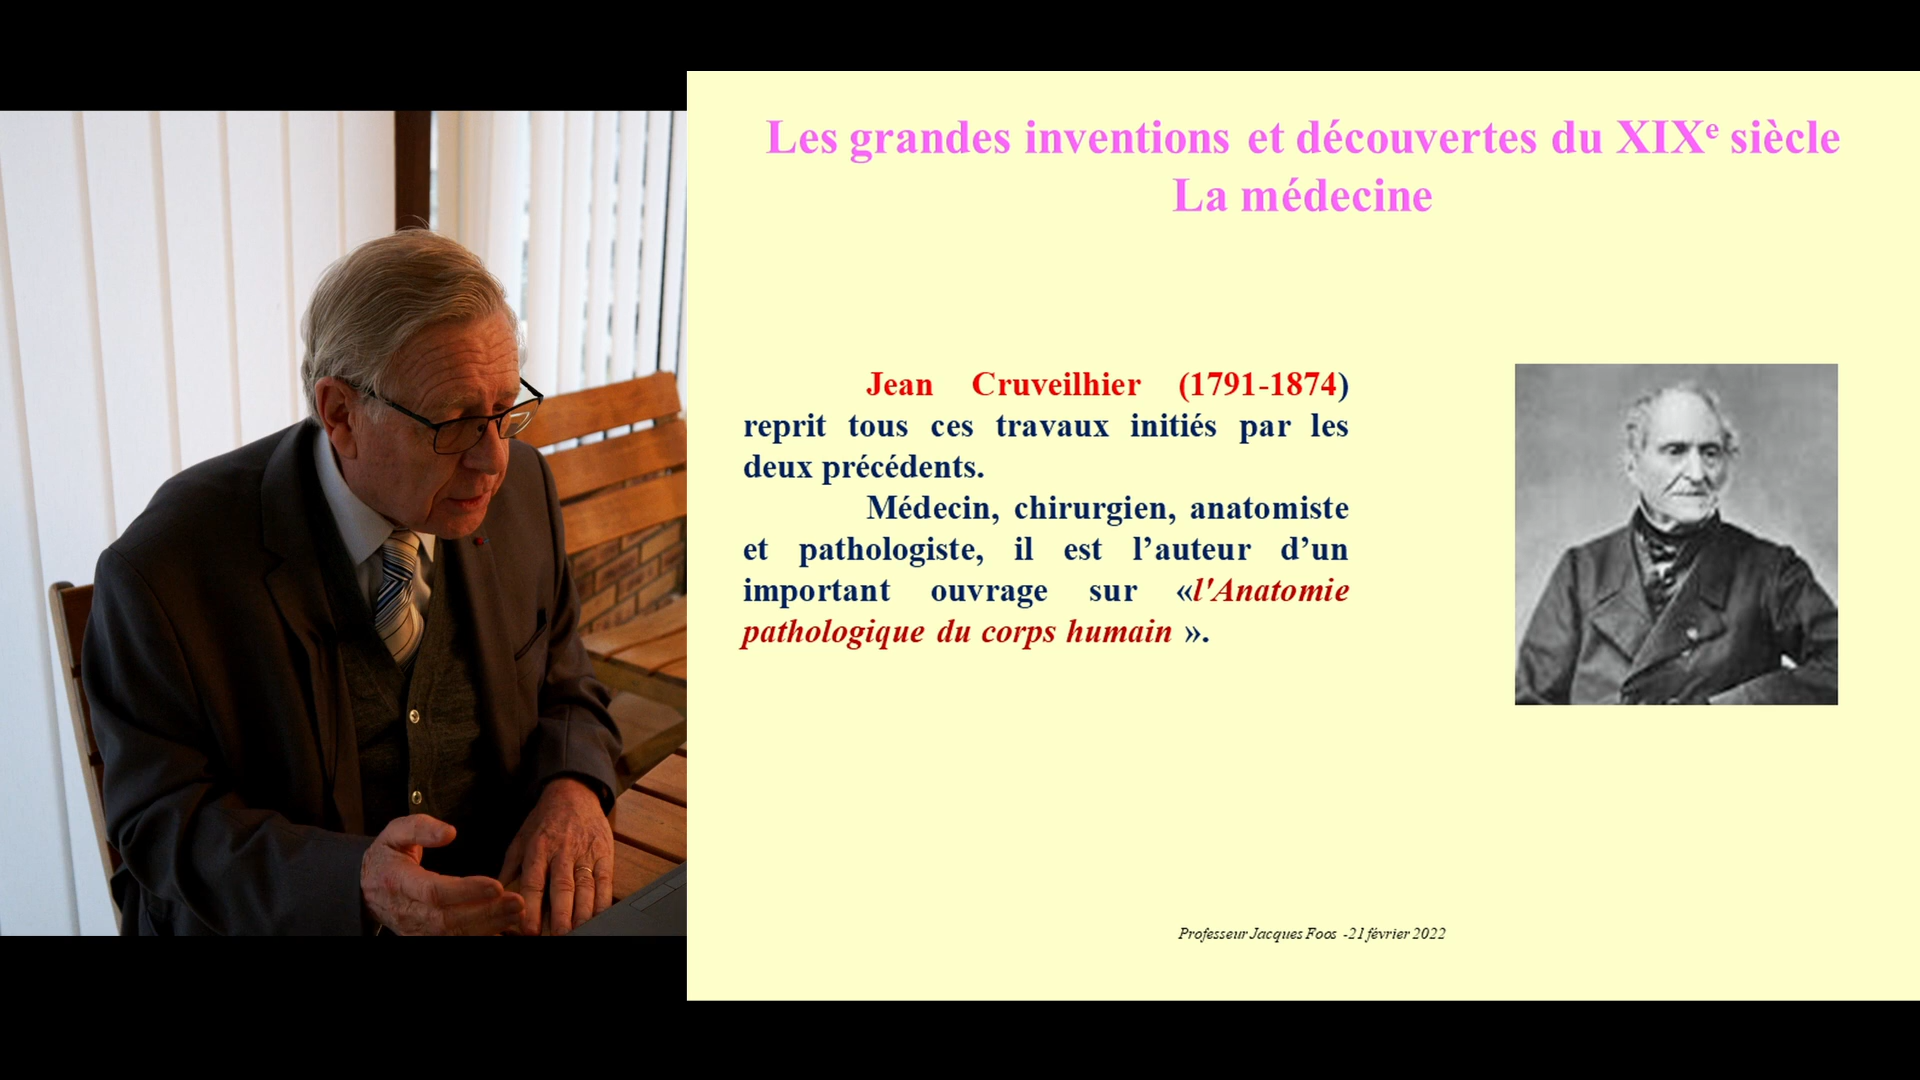 Les grandes inventions et découvertes du XIXe siècle
La médecine
Jean Cruveilhier (1791-1874)
reprit tous ces travaux initiés par les
deux précédents.
Médecin, chirurgien, anatomiste
et pathologiste, il est l’auteur d’un
important ouvrage sur «l'Anatomie
pathologique du corps humain ».
Professeur Jacques Foos -21 février 2022